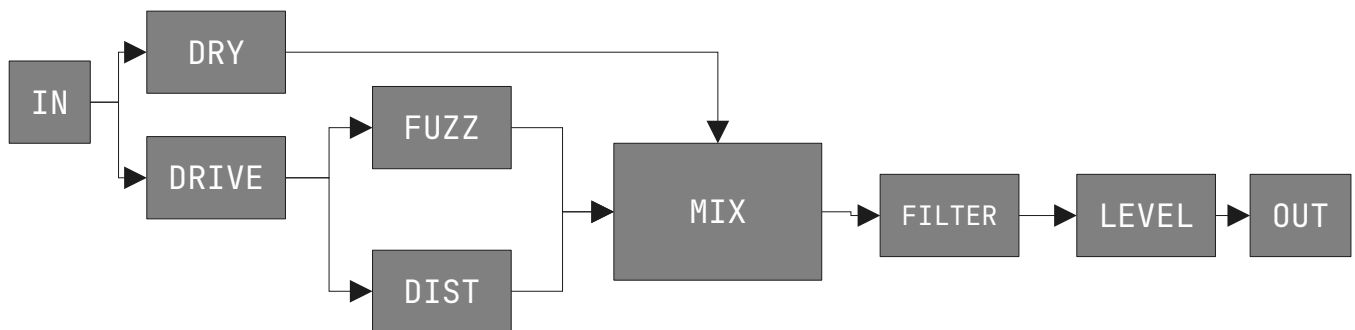 IN
DRY
DRIVE
FUZZ
DIST
MIX
FILTER
LEVEL
OUT